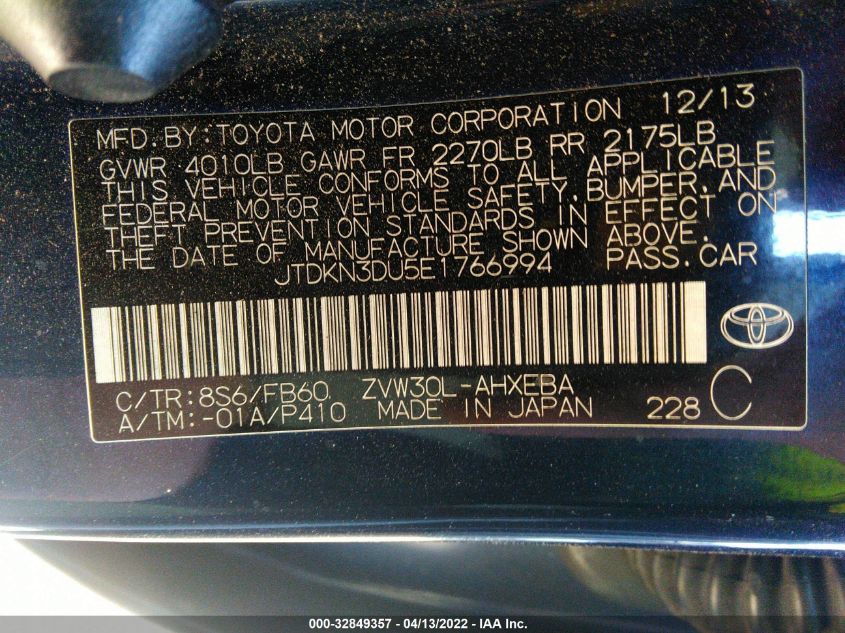 MFD.BY:TOYOTA MOTOR CORPORATION 12/13
GVWR 4010LB GAWR FR 2270LB RR 2175LB
THIS VEHICLE CONFORMS TO ALL APPLICABLE
FEDERAL MOTOR VEHICLE SAFETY,BUMPER,AND
THEFT PREVENTION STANDARDS IN EFFECT ON
THE DATE OF MANUFACTURE SHOWN ABOVE.
JTDKN3DU5E1766994 PASS.CAR
C/TR:8S6/FB60 ZVW30L-AHXEBA
A/TM:-01A/P410 MADE IN JAPAN 228 C
000-32849357 - 04/13/2022 - IAA Inc.